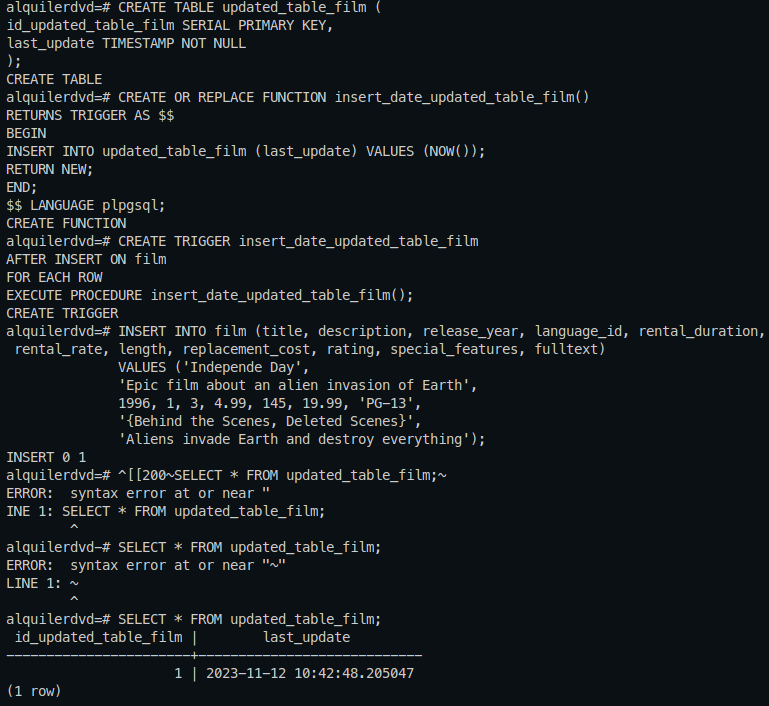 alquilerdvd=# CREATE TABLE updated_table_film (
id_updated_table_film SERIAL PRIMARY KEY,
last_update TIMESTAMP NOT NULL
);
CREATE TABLE
alquilerdvd=# CREATE OR REPLACE FUNCTION insert_date_updated_table_film()
RETURNS TRIGGER AS $$
BEGIN
INSERT INTO updated_table_film (last_update) VALUES (NOW());
RETURN NEW;
END;
$$ LANGUAGE plpgsql;
CREATE FUNCTION
alquilerdvd=# CREATE TRIGGER insert_date_updated_table_film
AFTER INSERT ON film
FOR EACH ROW
EXECUTE PROCEDURE insert_date_updated_table_film();
CREATE TRIGGER
alquilerdvd=# INSERT INTO film (title, description, release_year, language_id, rental_duration,
 rental_rate, length, replacement_cost, rating, special_features, fulltext)
              VALUES ('Independe Day',
              'Epic film about an alien invasion of Earth',
              1996, 1, 3, 4.99, 145, 19.99, 'PG-13',
              '{Behind the Scenes, Deleted Scenes}',
              'Aliens invade Earth and destroy everything');
INSERT 0 1
alquilerdvd=# ^[[200~SELECT * FROM updated_table_film;~
ERROR:  syntax error at or near "
INE 1: SELECT * FROM updated_table_film;
        ^
alquilerdvd-# SELECT * FROM updated_table_film;
ERROR:  syntax error at or near "~"
LINE 1: ~
        ^
alquilerdvd=# SELECT * FROM updated_table_film;
 id_updated_table_film |        last_update
-----------------------+----------------------------
                     1 | 2023-11-12 10:42:48.205047
(1 row)